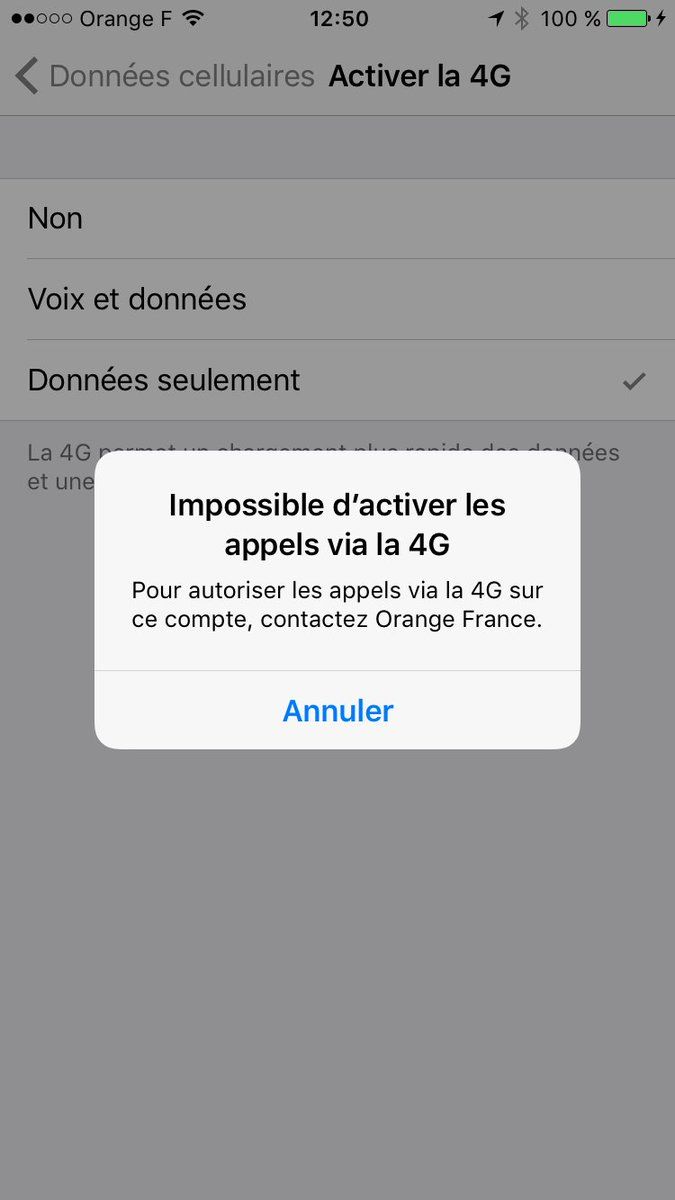 Orange F 12:50 100 %
Données cellulaires Activer la 4G
Non
Voix et données
Données seulement
La 4G permet un chargement plus rapide des données
et une
Impossible d’activer les
appels via la 4G
Pour autoriser les appels via la 4G sur
ce compte, contactez Orange France.
Annuler